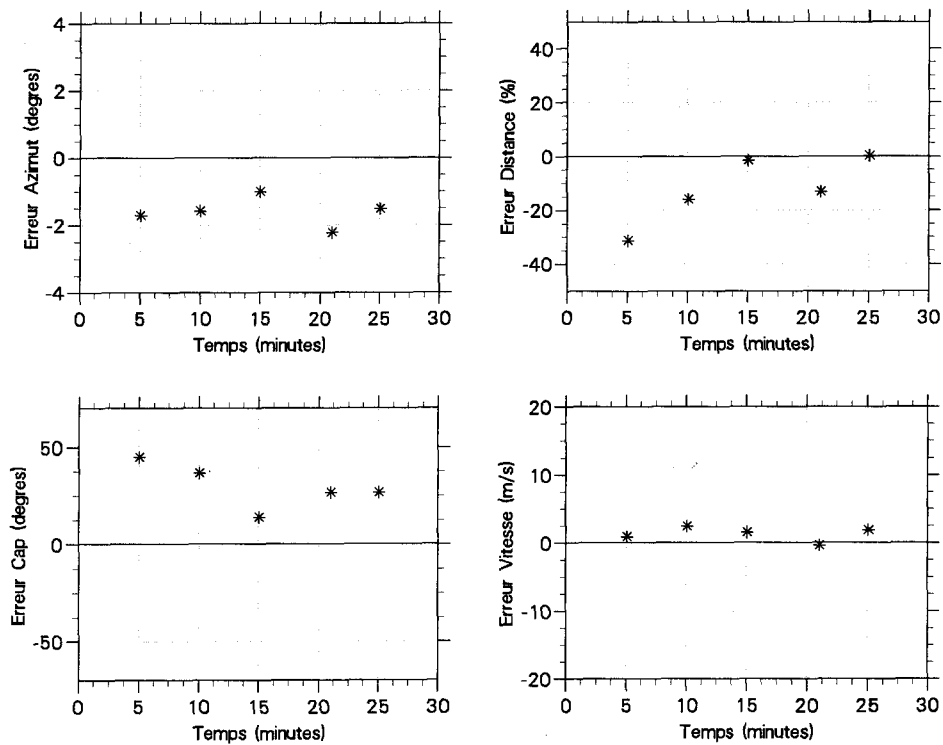 4
2
0
-2
-4
0 5 10 15 20 25 30
Temps (minutes)
Erreur Azimut (degres)
40
20
0
-20
-40
0 5 10 15 20 25 30
Temps (minutes)
Erreur Distance (%)
50
0
-50
0 5 10 15 20 25 30
Temps (minutes)
Erreur Cap (degres)
20
10
0
-10
-20
0 5 10 15 20 25 30
Temps (minutes)
Erreur Vitesse (m/s)